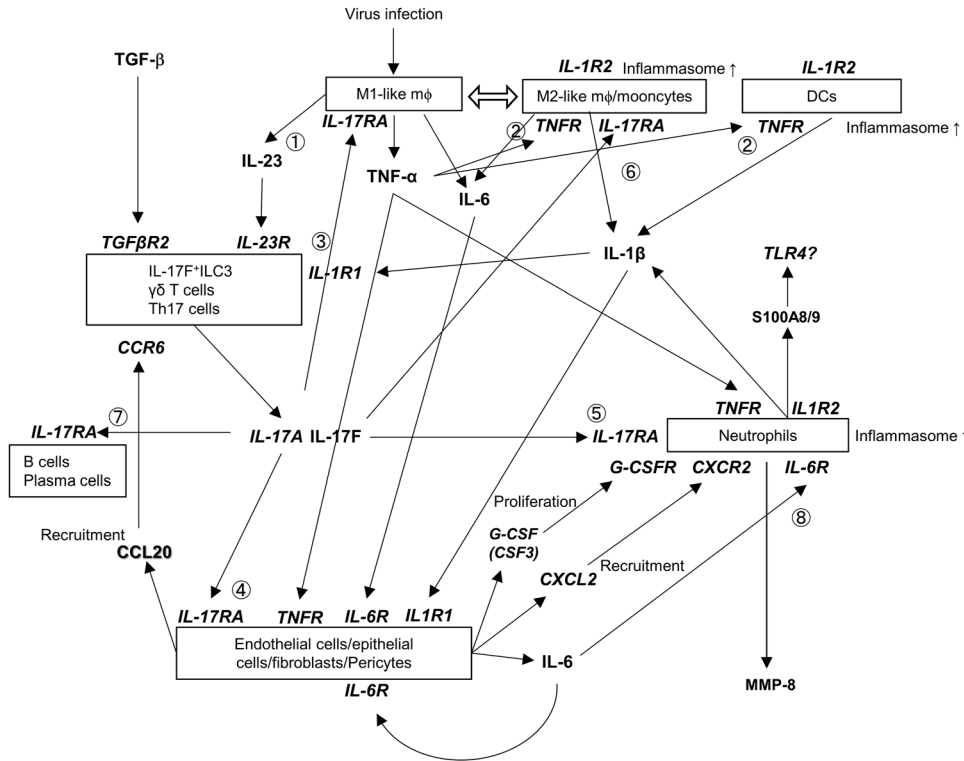 Virus infection
TGF-β
IL-1R2 Inflammasome ↑
IL-1R2
M1-like mϕ
M2-like mϕ/mooncytes
DCs
IL-17RA
②
TNFR IL-17RA
TNFR
②
Inflammasome ↑
①
IL-23
TNF-α
IL-6
⑥
TGFβR2
IL-23R
③
IL-1R1
IL-1β
TLR4?
IL-17F⁺ILC3
γδ T cells
Th17 cells
S100A8/9
CCR6
TNFR
IL1R2
⑦
IL-17RA
IL-17A IL-17F
⑤
IL-17RA
Neutrophils
Inflammasome ↑
B cells
Plasma cells
G-CSFR CXCR2 IL-6R
Proliferation
⑧
Recruitment
CCL20
G-CSF
(CSF3)
CXCL2
Recruitment
④
IL-17RA TNFR IL-6R IL1R1
Endothelial cells/epithelial
cells/fibroblasts/Pericytes
IL-6
IL-6R
MMP-8